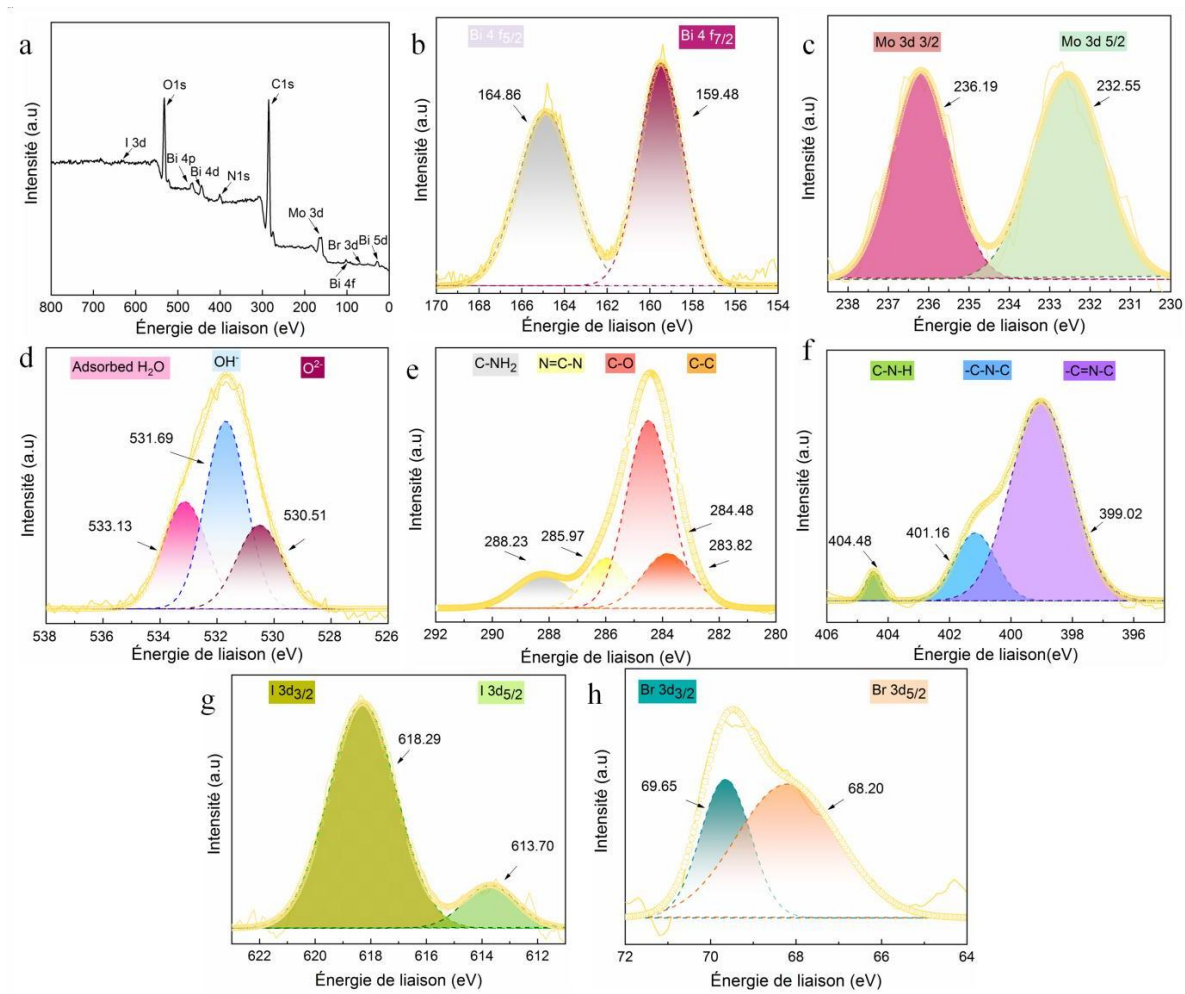 a
O1s
C1s
I 3d
Bi 4p
Bi 4d
N1s
Mo 3d
Br 3d
Bi 5d
Bi 4f
Intensité (a.u)
800 700 600 500 400 300 200 100 0
Énergie de liaison (eV)
b
Bi 4 f5/2
Bi 4 f7/2
164.86
159.48
Intensité (a.u)
170 168 166 164 162 160 158 156 154
Énergie de liaison (eV)
c
Mo 3d 3/2
Mo 3d 5/2
236.19
232.55
Intensité (a.u)
238 237 236 235 234 233 232 231 230
Énergie de liaison (eV)
d
Adsorbed H2O
OH-
O2-
531.69
533.13
530.51
Intensité (a.u)
538 536 534 532 530 528 526
Énergie de liaison (eV)
e
C-NH2
N=C-N
C-O
C-C
288.23
285.97
284.48
283.82
Intensité (a.u)
292 290 288 286 284 282 280
Énergie de liaison (eV)
f
C-N-H
-C-N-C
-C=N-C
404.48
401.16
399.02
Intensité (a.u)
406 404 402 400 398 396
Énergie de liaison(eV)
g
I 3d3/2
I 3d5/2
618.29
613.70
Intensité (a.u)
622 620 618 616 614 612
Énergie de liaison (eV)
h
Br 3d3/2
Br 3d5/2
69.65
68.20
Intensité (a.u)
72 70 68 66 64
Énergie de liaison (eV)